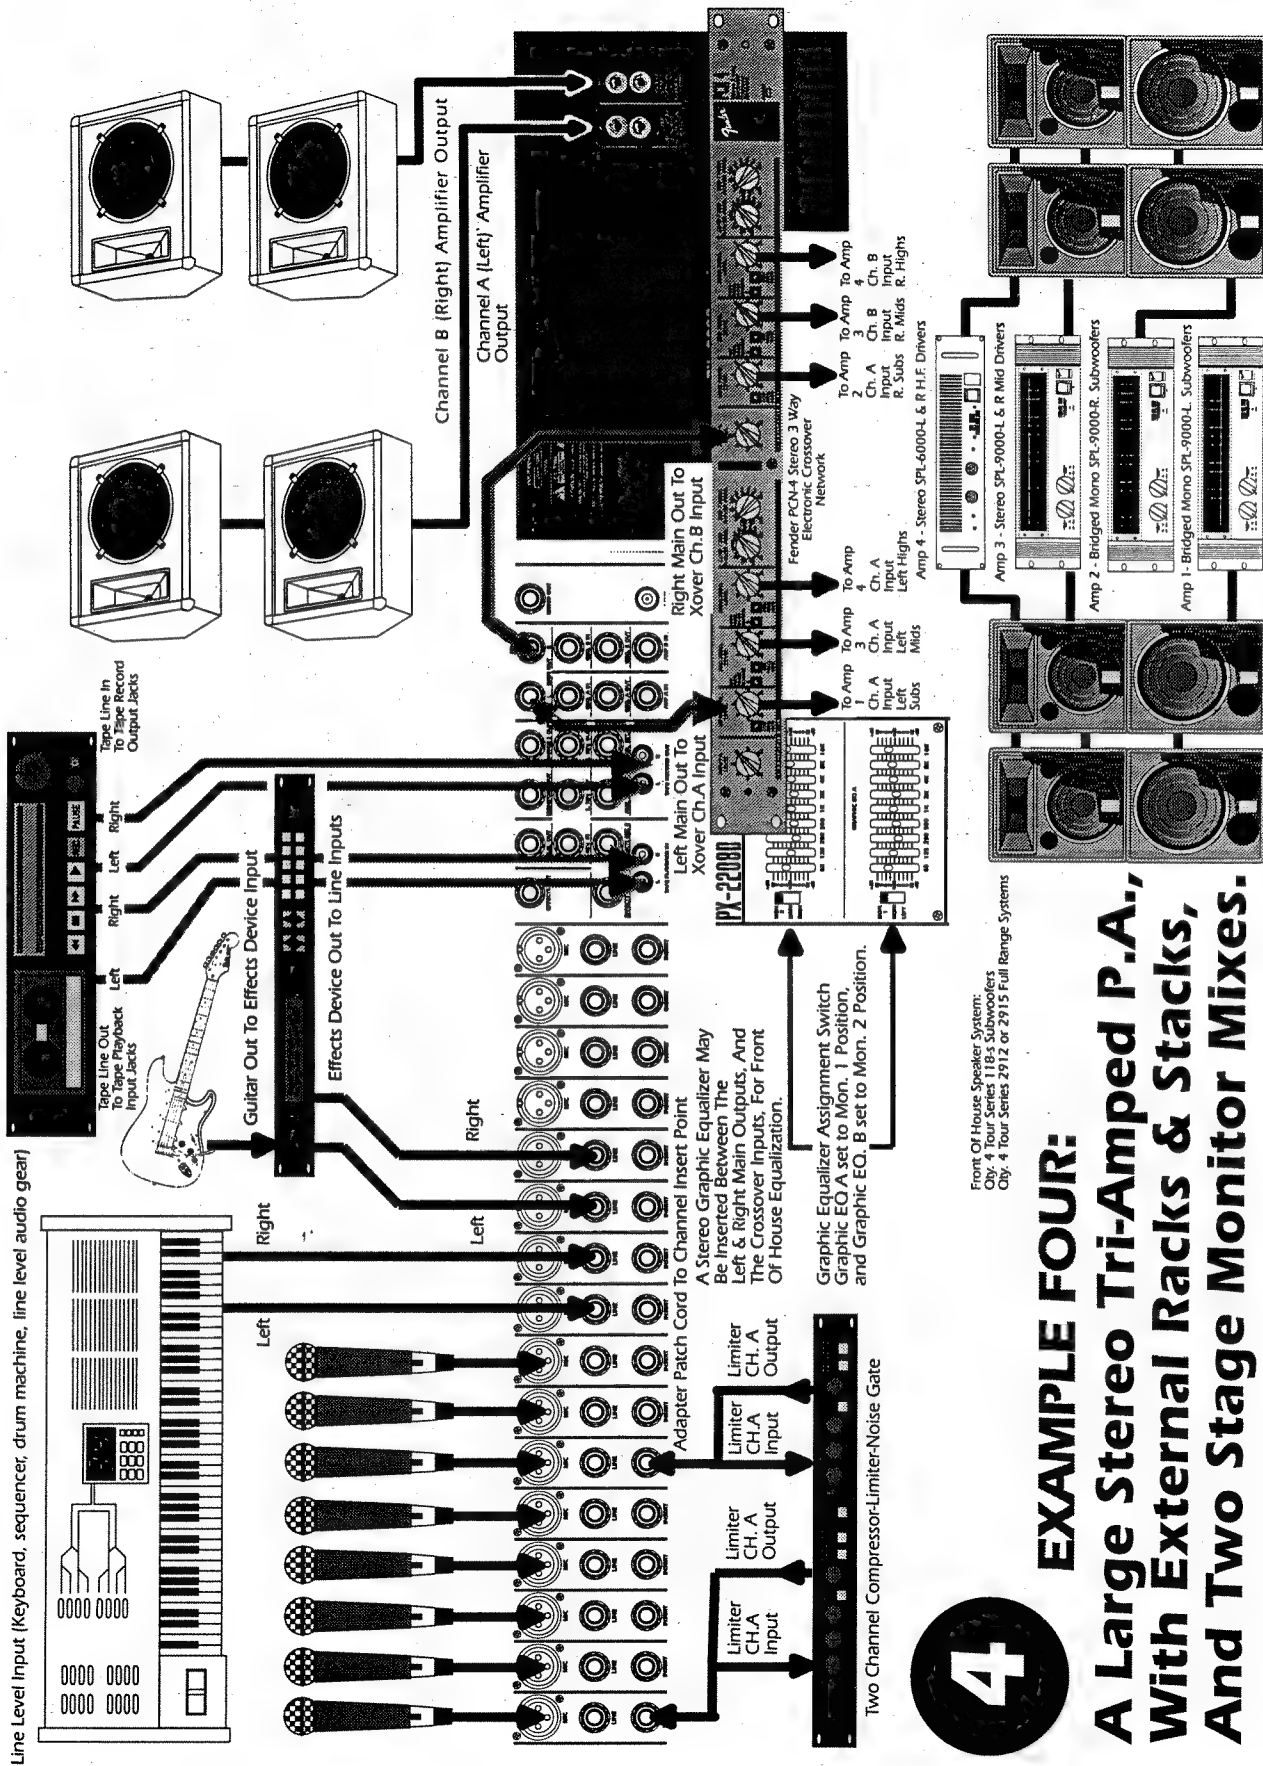 Line Level Input (Keyboard, sequencer, drum machine, line level audio gear)
Left
Right
Tape Line Out
To Tape Playback
Input Jacks
Left
Right
Left
Right
Tape Line In
To Tape Record
Output Jacks
PAUSE
Guitar Out To Effects Device Input
Effects Device Out To Line Inputs
Left
Right
Channel B (Right) Amplifier Output
Channel A (Left)' Amplifier
Output
Adapter Patch Cord To Channel Insert Point
Limiter
CH.A
Input
Limiter
CH. A
Output
Limiter
CH.A
Input
Limiter
CH. A
Output
Two Channel Compressor-Limiter-Noise Gate
A Stereo Graphic Equalizer May
Be Inserted Between The
Left & Right Main Outputs, And
The Crossover Inputs, For Front
Of House Equalization.
Graphic Equalizer Assignment Switch
Graphic EQ A set to Mon. 1 Position,
and Graphic EQ. B set to Mon. 2 Position.
PX-2208D
Left Main Out To
Xover Ch.A Input
Right Main Out To
Xover Ch.B Input
Fender
Fender PCN-4 Stereo 3 Way
Electronic Crossover
Network
To Amp
1
Ch. A
Input
Left
Subs
To Amp
3
Ch. A
Input
Left
Mids
To Amp
4
Ch. A
Input
Left Highs
To Amp
2
Ch. A
Input
R. Subs
To Amp
3
Ch. B
Input
R. Mids
To Amp
4
Ch. B
Input
R. Highs
Amp 4 - Stereo SPL-6000-L & R H.F. Drivers
Amp 3 - Stereo SPL-9000-L & R Mid Drivers
Amp 2 - Bridged Mono SPL-9000-R. Subwoofers
Amp 1- Bridged Mono SPL-9000-L. Subwoofers
Front Of House Speaker System:
Qty. 4 Tour Series 118-s Subwoofers
Qty. 4 Tour Series 2912 or 2915 Full Range Systems
4
EXAMPLE FOUR:
A Large Stereo Tri-Amped P.A.,
With External Racks & Stacks,
And Two Stage Monitor Mixes.